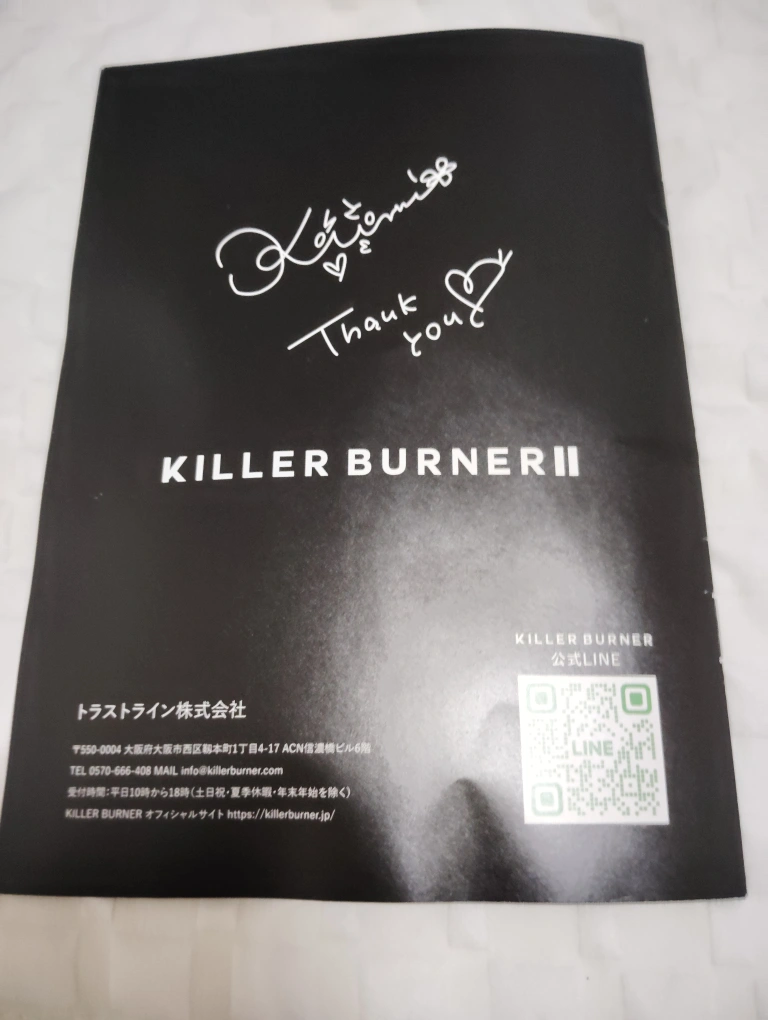 Thank
you
KILLER BURNER II
KILLER BURNER
公式LINE
LINE
トラストライン株式会社
〒550-0004 大阪府大阪市西区靱本町1丁目4-17 ACN信濃橋ビル6階
TEL 0570-666-408 MAIL info@killerburner.com
受付時間:平日10時から18時(土日祝・夏季休暇・年末年始を除く)
KILLER BURNER オフィシャルサイト https://killerburner.jp/